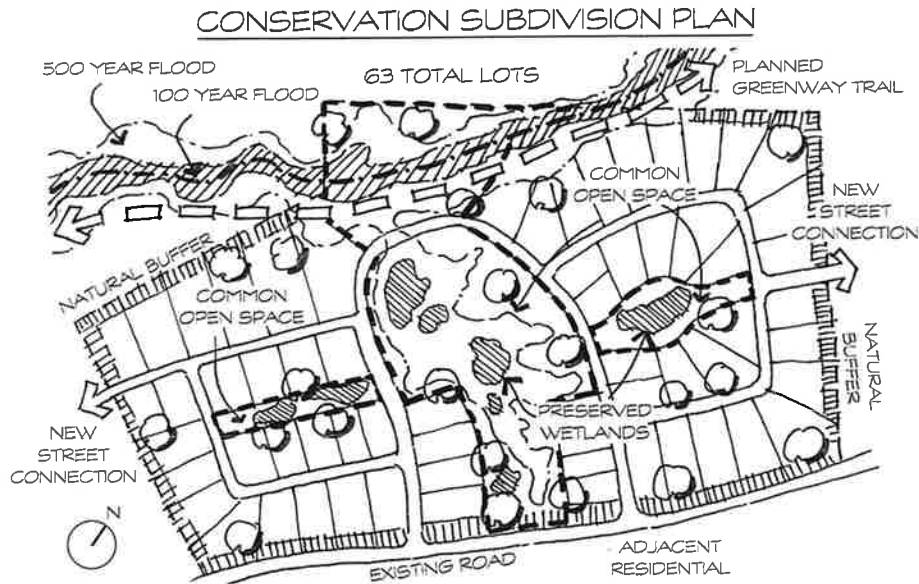 CONSERVATION SUBDIVISION PLAN
500 YEAR FLOOD
100 YEAR FLOOD
63 TOTAL LOTS
PLANNED
GREENWAY TRAIL
COMMON
OPEN SPACE
NEW
STREET
CONNECTION
NATURAL BUFFER
COMMON
OPEN SPACE
NATURAL
BUFFER
PRESERVED
WETLANDS
NEW
STREET
CONNECTION
N
EXISTING ROAD
ADJACENT
RESIDENTIAL